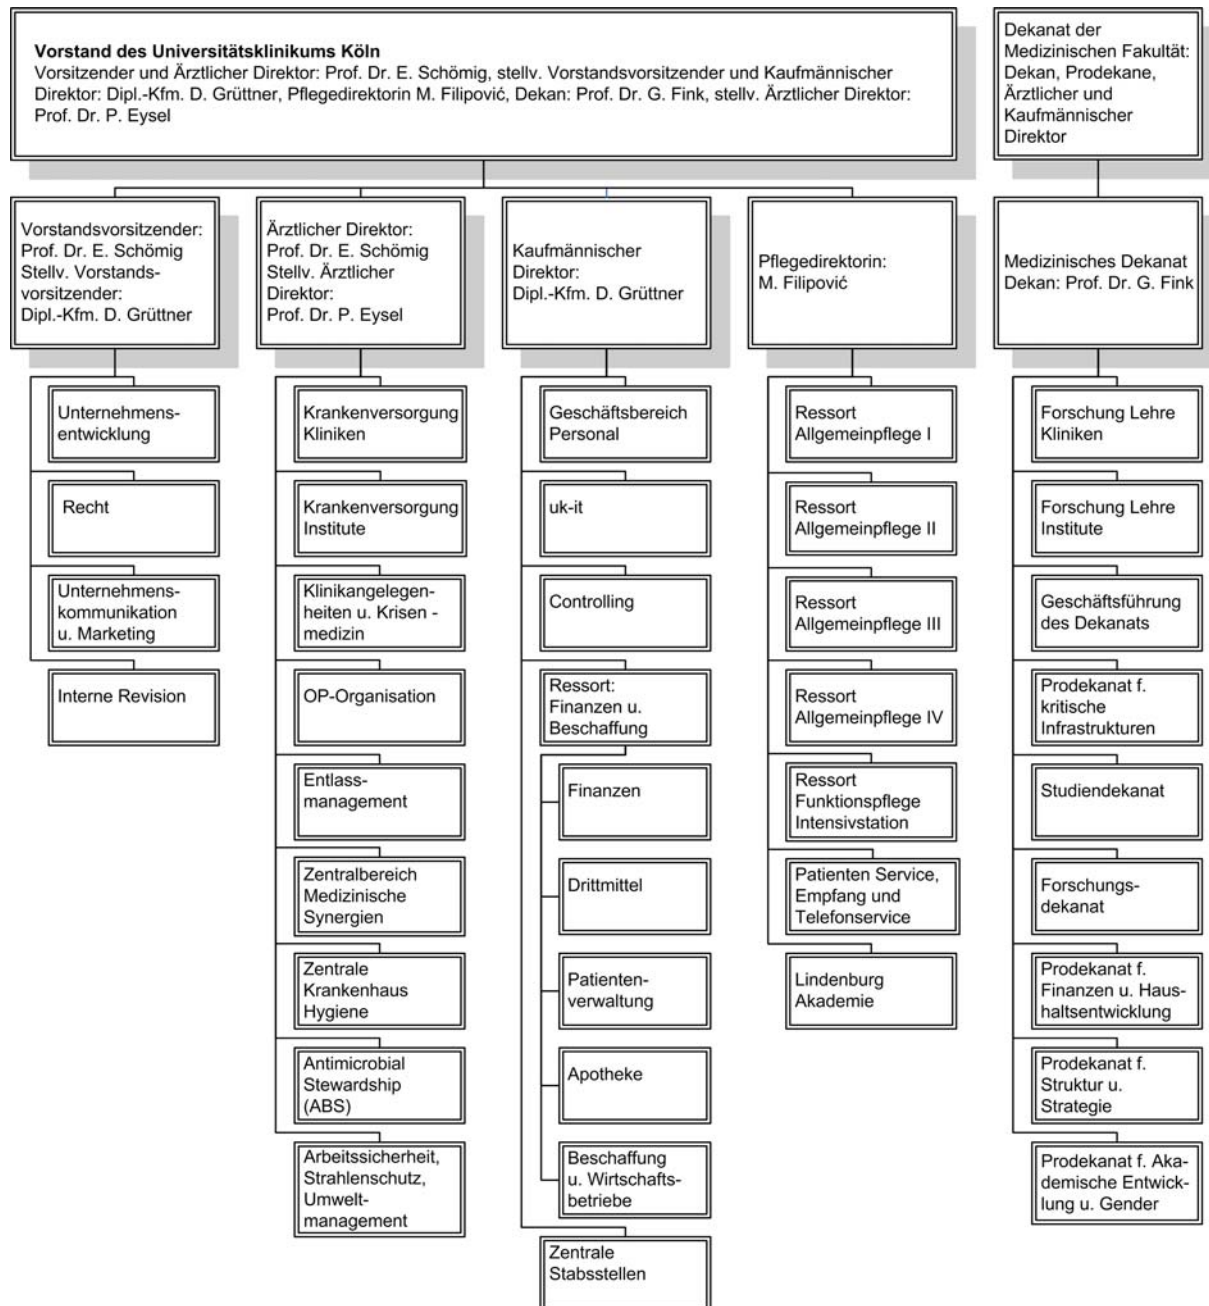 Vorstand des Universitätsklinikums Köln
Vorsitzender und Ärztlicher Direktor: Prof. Dr. E. Schömig, stellv. Vorstandsvorsitzender und Kaufmännischer
Direktor: Dipl.-Kfm. D. Grüttner, Pflegedirektorin M. Filipović, Dekan: Prof. Dr. G. Fink, stellv. Ärztlicher Direktor:
Prof. Dr. P. Eysel
Dekanat der
Medizinischen Fakultät:
Dekan, Prodekane,
Ärztlicher und
Kaufmännischer
Direktor
Vorstandsvorsitzender:
Prof. Dr. E. Schömig
Stellv. Vorstands-
vorsitzender:
Dipl.-Kfm. D. Grüttner
Ärztlicher Direktor:
Prof. Dr. E. Schömig
Stellv. Ärztlicher
Direktor:
Prof. Dr. P. Eysel
Kaufmännischer
Direktor:
Dipl.-Kfm. D. Grüttner
Pflegedirektorin:
M. Filipović
Medizinisches Dekanat
Dekan: Prof. Dr. G. Fink
Unternehmens-
entwicklung
Recht
Unternehmens-
kommunikation
u. Marketing
Interne Revision
Krankenversorgung
Kliniken
Krankenversorgung
Institute
Klinikangelegen-
heiten u. Krisen -
medizin
OP-Organisation
Entlass-
management
Zentralbereich
Medizinische
Synergien
Zentrale
Krankenhaus
Hygiene
Antimicrobial
Stewardship
(ABS)
Arbeitssicherheit,
Strahlenschutz,
Umwelt-
management
Geschäftsbereich
Personal
uk-it
Controlling
Ressort:
Finanzen u.
Beschaffung
Finanzen
Drittmittel
Patienten-
verwaltung
Apotheke
Beschaffung
u. Wirtschafts-
betriebe
Zentrale
Stabsstellen
Ressort
Allgemeinpflege I
Ressort
Allgemeinpflege II
Ressort
Allgemeinpflege III
Ressort
Allgemeinpflege IV
Ressort
Funktionspflege
Intensivstation
Patienten Service,
Empfang und
Telefonservice
Lindenburg
Akademie
Forschung Lehre
Kliniken
Forschung Lehre
Institute
Geschäftsführung
des Dekanats
Prodekanat f.
kritische
Infrastrukturen
Studiendekanat
Forschungs-
dekanat
Prodekanat f.
Finanzen u. Haus-
haltsentwicklung
Prodekanat f.
Struktur u.
Strategie
Prodekanat f. Aka-
demische Entwick-
lung u. Gender